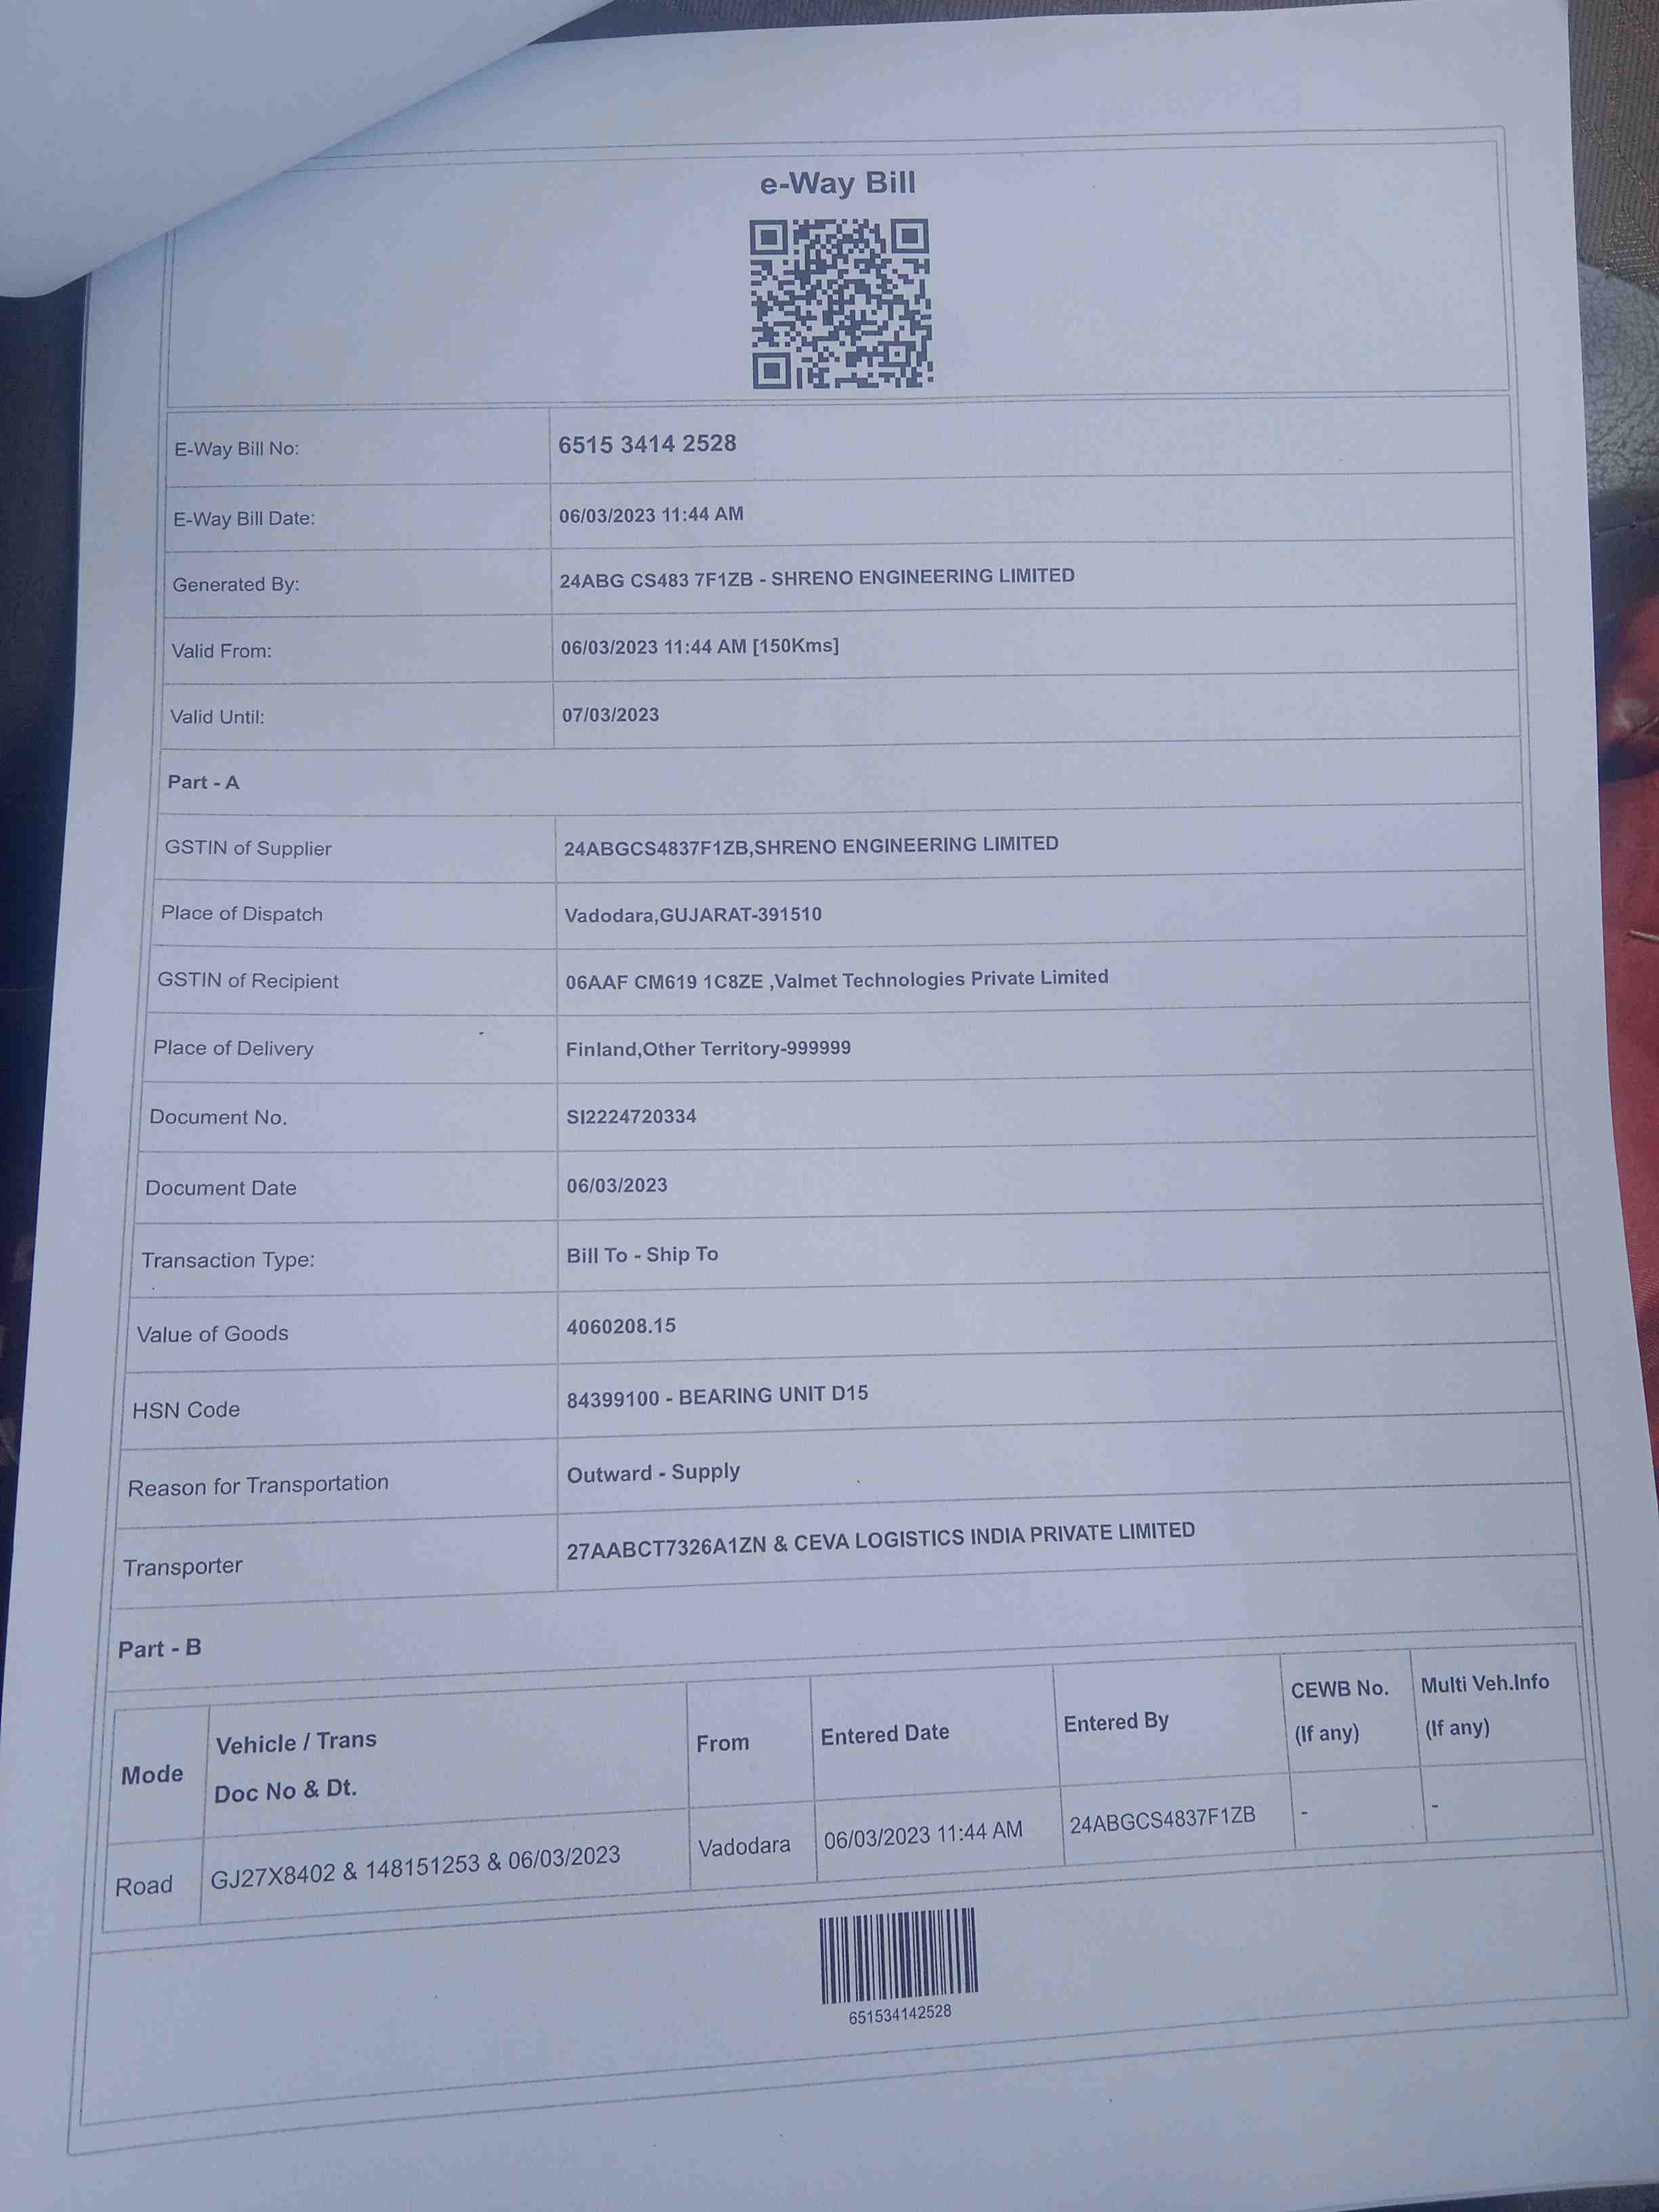 e-Way Bill
E-Way Bill No: 6515 3414 2528
E-Way Bill Date: 06/03/2023 11:44 AM
Generated By: 24ABG CS483 7F1ZB - SHRENO ENGINEERING LIMITED
Valid From: 06/03/2023 11:44 AM [150Kms]
Valid Until: 07/03/2023
Part - A
GSTIN of Supplier 24ABGCS4837F1ZB,SHRENO ENGINEERING LIMITED
Place of Dispatch Vadodara,GUJARAT-391510
GSTIN of Recipient 06AAF CM619 1C8ZE ,Valmet Technologies Private Limited
Place of Delivery Finland,Other Territory-999999
Document No. SI2224720334
Document Date 06/03/2023
Transaction Type: Bill To - Ship To
Value of Goods 4060208.15
HSN Code 84399100 - BEARING UNIT D15
Reason for Transportation Outward - Supply
Transporter 27AABCT7326A1ZN & CEVA LOGISTICS INDIA PRIVATE LIMITED
Part - B
Mode Vehicle / Trans Doc No & Dt. From Entered Date Entered By CEWB No. (If any) Multi Veh.Info (If any)
Road GJ27X8402 & 148151253 & 06/03/2023 Vadodara 06/03/2023 11:44 AM 24ABGCS4837F1ZB - -
651534142528